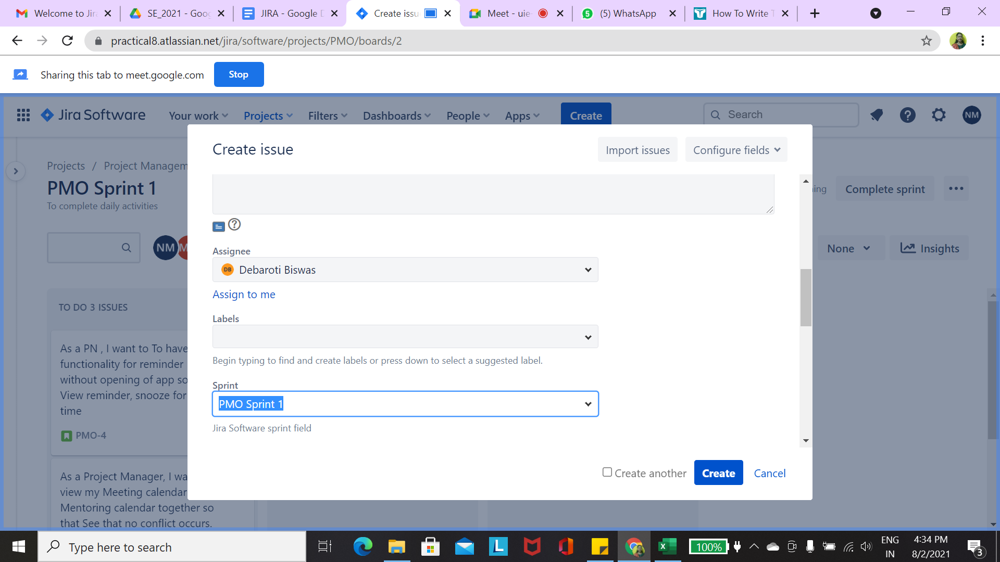 Welcome to Jira
SE_2021 - Goog
JIRA - Google D
Create issu
Meet - uie-
5
(5) WhatsApp
How To Write T
practical8.atlassian.net/jira/software/projects/PMO/boards/2
Sharing this tab to meet.google.com
Stop
Jira Software
Your work
Projects
Filters
Dashboards
People
Apps
Create
Search
NM
Projects / Project Managem
PMO Sprint 1
To complete daily activities
NM
M
Complete sprint
None
Insights
TO DO 3 ISSUES
As a PN , I want to To have
functionality for reminder
without opening of app so
View reminder, snooze for
time
PMO-4
As a Project Manager, I wa
view my Meeting calendar
Mentoring calendar together so
that See that no conflict occurs.
Create issue
Import issues
Configure fields
Assignee
DB
Debaroti Biswas
Assign to me
Labels
Begin typing to find and create labels or press down to select a suggested label.
Sprint
PMO Sprint 1
Jira Software sprint field
Create another
Create
Cancel
Type here to search
L
X
100%
ENG
IN
4:34 PM
8/2/2021
3